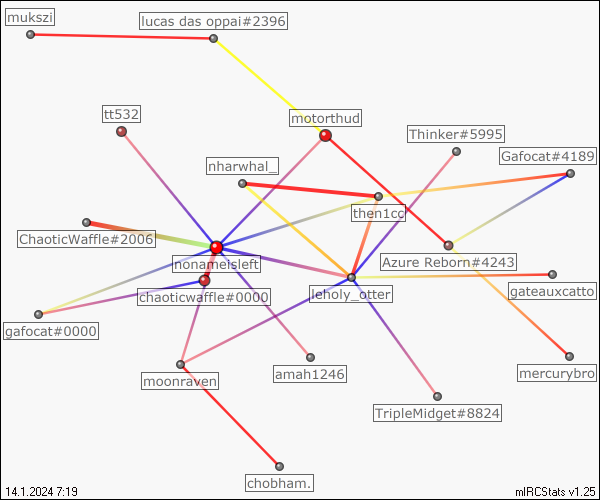 mukszi
lucas das oppai#2396
tt532
motorthud
Thinker#5995
nharwhal_
Gafocat#4189
then1cc
ChaoticWaffle#2006
nonameisleft
Azure Reborn#4243
chaoticwaffle#0000
leholy_otter
gateauxcatto
gafocat#0000
moonraven
amah1246
mercurybro
TripleMidget#8824
chobham.
14.1.2024 7:19
mIRCStats v1.25